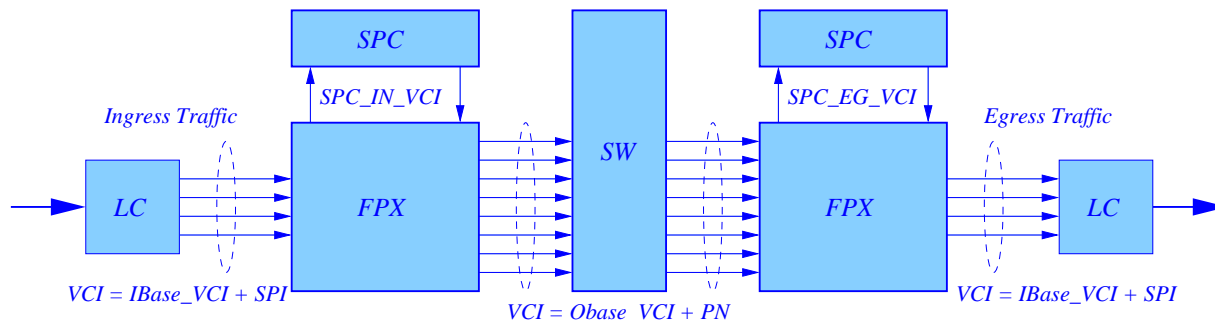 SPC
SPC
SPC_IN_VCI
SPC_EG_VCI
Ingress Traffic
Egress Traffic
SW
LC
FPX
FPX
LC
VCI = IBase_VCI + SPI
VCI = IBase_VCI + SPI
VCI = Obase VCI + PN